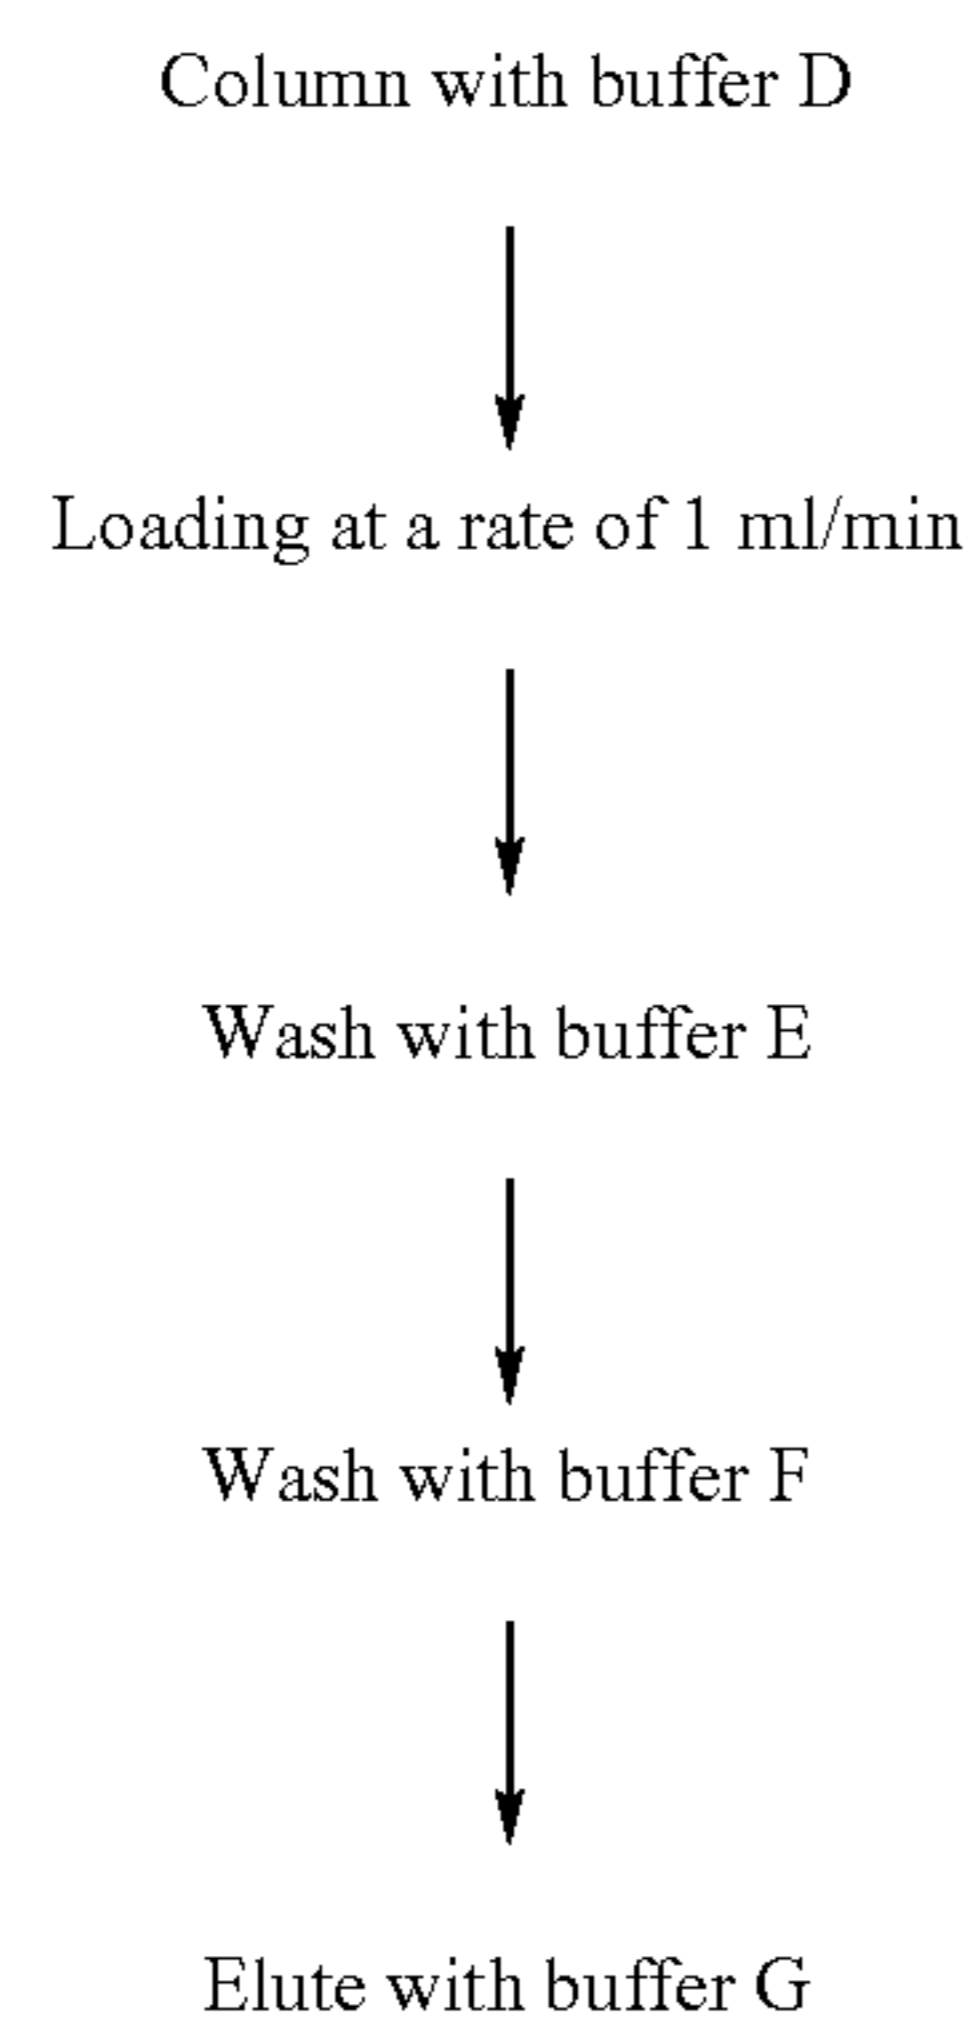 Column with buffer D
Loading at a rate of 1 ml/min
Wash with buffer E
Wash with buffer F
Elute with buffer G